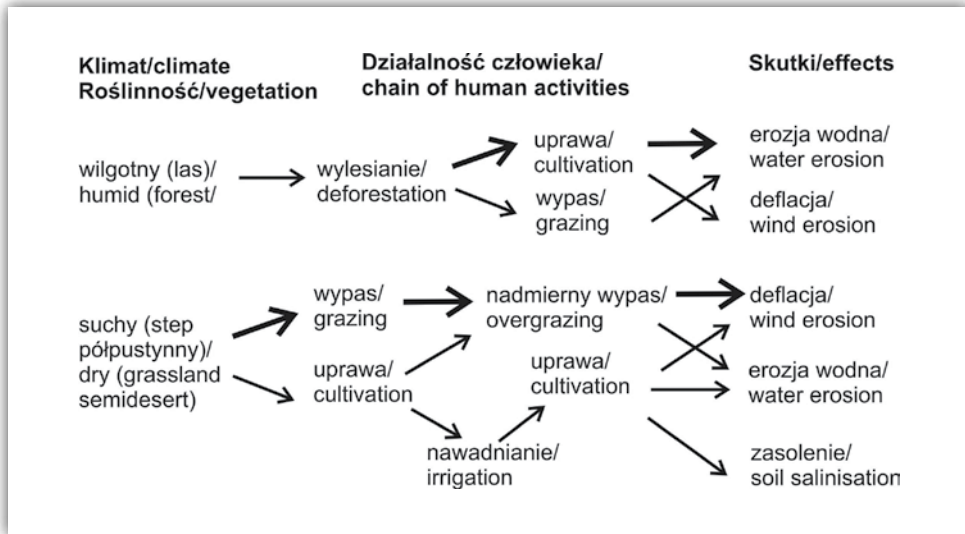 Klimat/climate
Roślinność/vegetation
Działalność człowieka/
chain of human activities
Skutki/effects
wilgotny (las)/
humid (forest/
wylesianie/
deforestation
uprawa/
cultivation
wypas/
grazing
erozja wodna/
water erosion
deflacja/
wind erosion
suchy (step
półpustynny)/
dry (grassland
semidesert)
wypas/
grazing
uprawa/
cultivation
nadmierny wypas/
overgrazing
uprawa/
cultivation
nawadnianie/
irrigation
deflacja/
wind erosion
erozja wodna/
water erosion
zasolenie/
soil salinisation